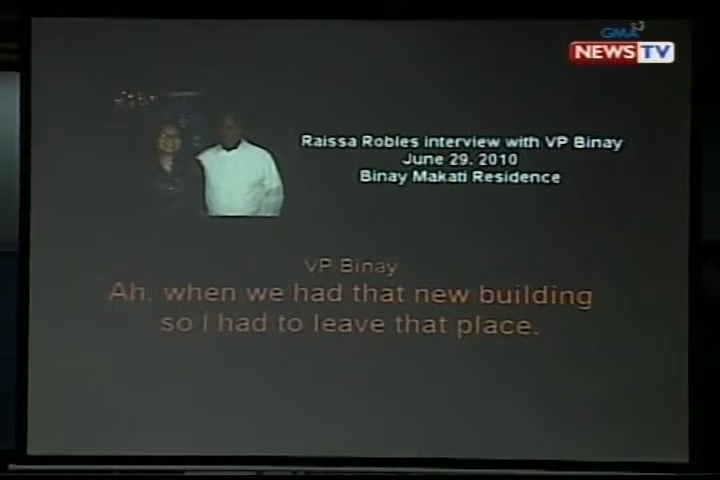 GMA
NEWS TV
Raissa Robles interview with VP Binay
June 29. 2010
Binay Makati Residence
VP Binay
Ah. when we had that new building
so I had to leave that place.